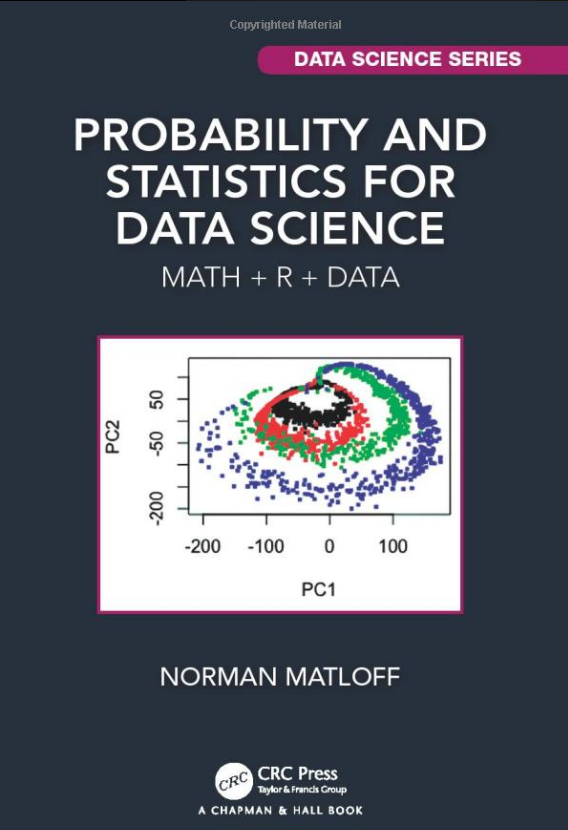 Copyrighted Material
DATA SCIENCE SERIES
PROBABILITY AND
STATISTICS FOR
DATA SCIENCE
MATH + R + DATA
PC2
50
-50
-200
-200 -100 0 100
PC1
NORMAN MATLOFF
CRC CRC Press
Taylor & Francis Group
A CHAPMAN & HALL BOOK